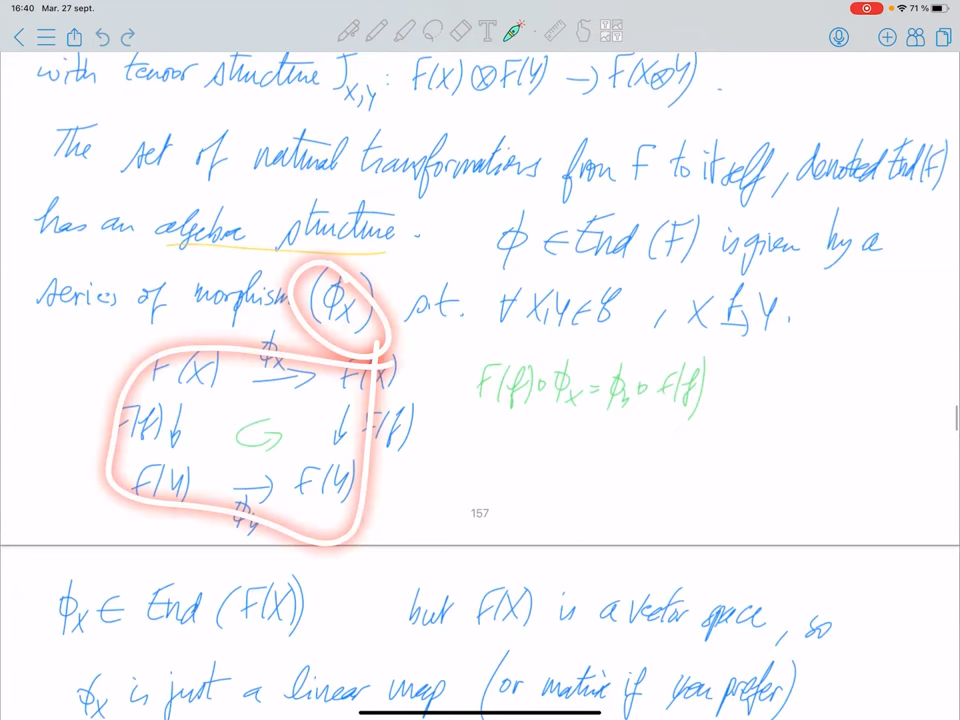 16:40 Mar. 27 sept. 71 %
with tensor structure J_{X,Y} : F(X) ⊗ F(Y) → F(X⊗Y) .
The set of natural transformations from F to itself, denoted End(F)
has an algebra structure . ϕ ∈ End (F) is given by a
series of morphism (ϕ_X) s.t. ∀ X,Y ∈ 𝒞 , X →^f Y.
F(X) →^{ϕ_X} F(X)
F(f) ∘ ϕ_X = ϕ_Y ∘ F(f)
F(f) ↓ ↓ F(f)
F(Y) →_{ϕ_Y} F(Y)
157
ϕ_X ∈ End (F(X)) but F(X) is a vector space, so
ϕ_X is just a linear map (or matrix if you prefer)